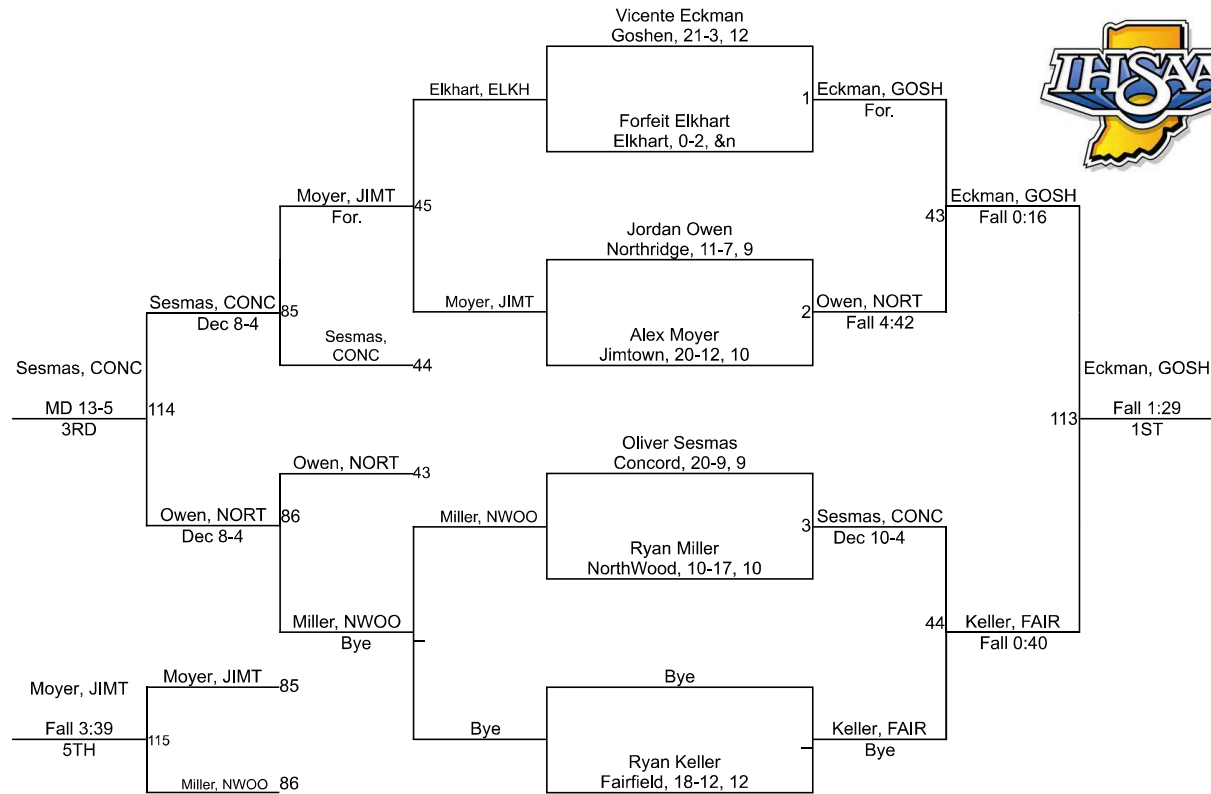 Vicente Eckman
Goshen, 21-3, 12
IHSAA
Elkhart, ELKH
1
Eckman, GOSH
For.
Forfeit Elkhart
Elkhart, 0-2, &n
Moyer, JIMT
For.
45
43
Eckman, GOSH
Fall 0:16
Jordan Owen
Northridge, 11-7, 9
Sesmas, CONC
Dec 8-4
85
Moyer, JIMT
2
Owen, NORT
Fall 4:42
Sesmas,
CONC
44
Alex Moyer
Jimtown, 20-12, 10
Sesmas, CONC
MD 13-5
3RD
114
113
Eckman, GOSH
Fall 1:29
1ST
Oliver Sesmas
Concord, 20-9, 9
Owen, NORT
43
Owen, NORT
Dec 8-4
86
Miller, NWOO
3
Sesmas, CONC
Dec 10-4
Ryan Miller
NorthWood, 10-17, 10
Miller, NWOO
Bye
44
Keller, FAIR
Fall 0:40
Moyer, JIMT
Fall 3:39
5TH
115
Moyer, JIMT
85
Miller, NWOO
86
Bye
Bye
Keller, FAIR
Bye
Ryan Keller
Fairfield, 18-12, 12